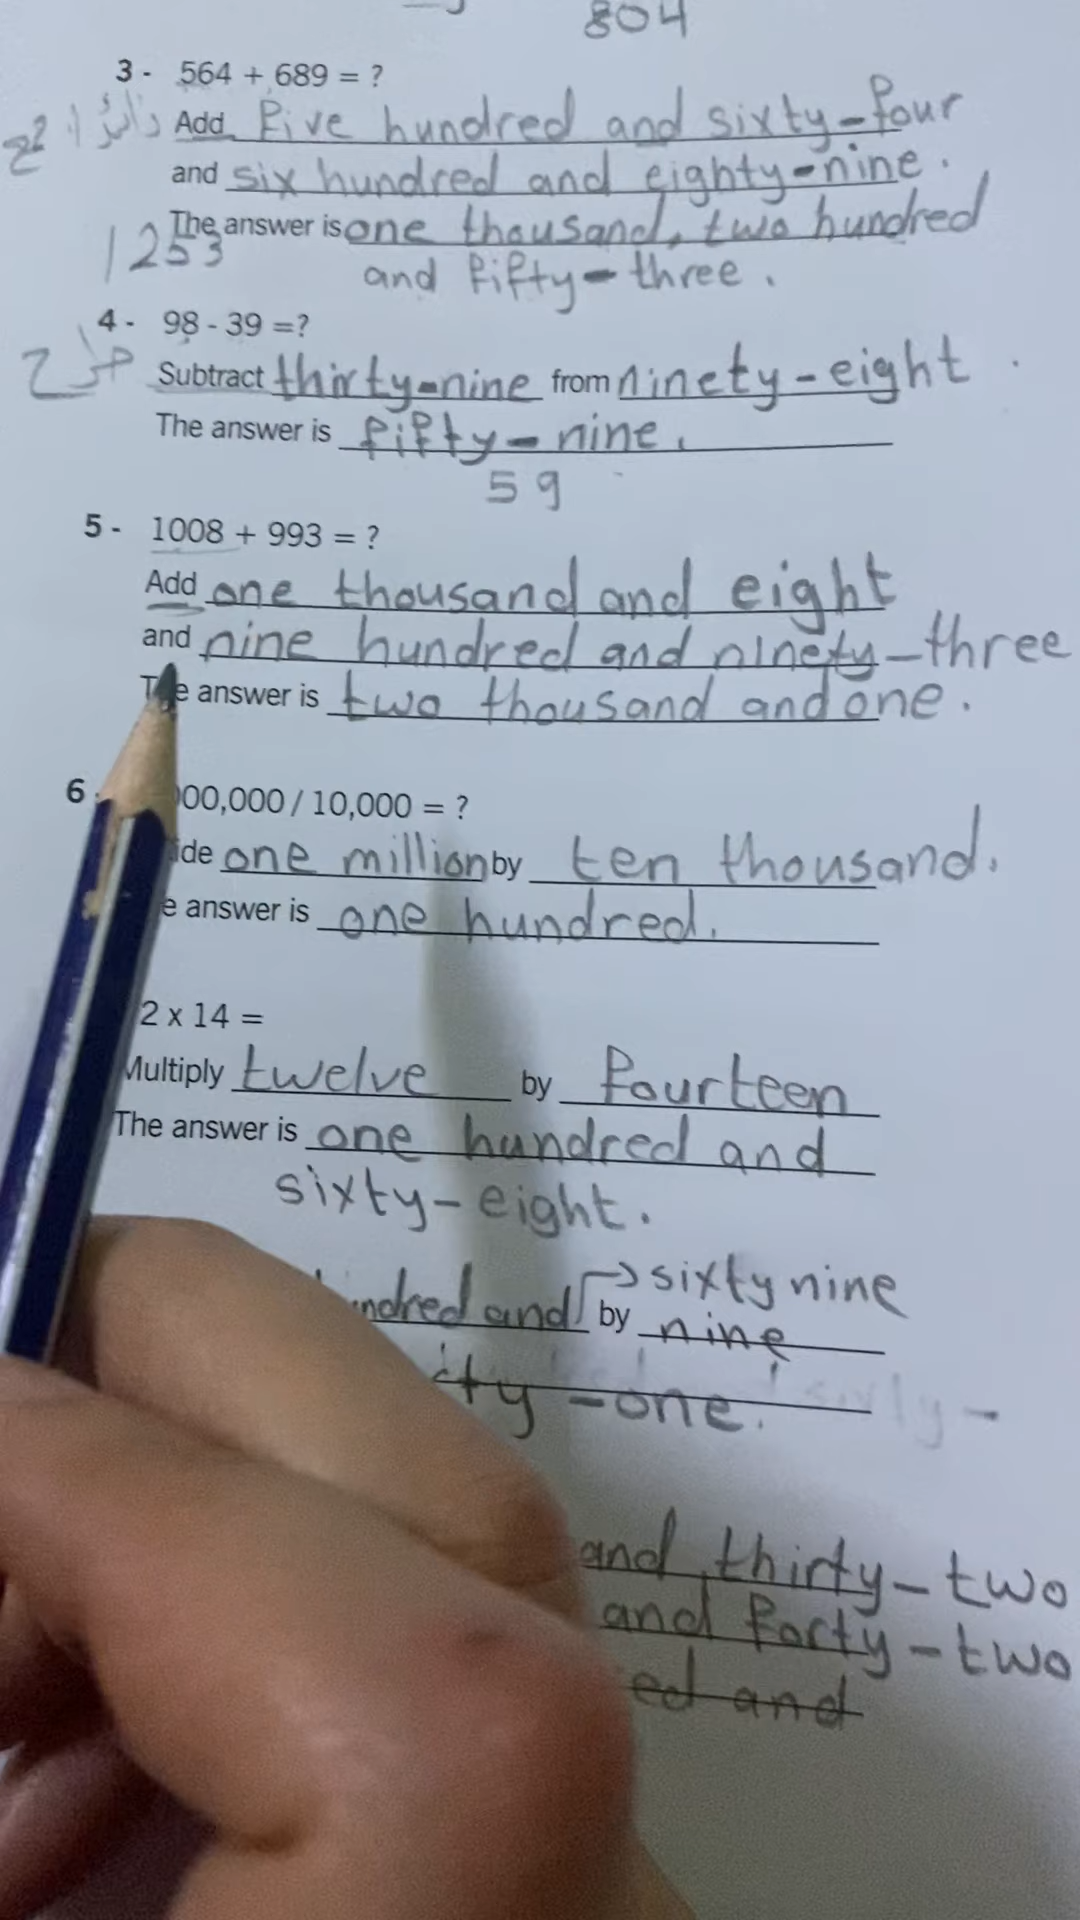 804
3 - 564 + 689 = ?
Add five hundred and sixty-four
and six hundred and eighty-nine.
The answer is one thousand, two hundred
1253
and fifty-three.
4 - 98 - 39 =?
Subtract thirty-nine from ninety-eight
The answer is fifty-nine.
59
5 - 1008 + 993 = ?
Add one thousand and eight
and nine hundred and ninety-three
The answer is two thousand and one.
6 00,000 / 10,000 = ?
ide one million by ten thousand.
e answer is one hundred.
2 x 14 =
Multiply twelve by fourteen
The answer is one hundred and
sixty-eight.
sixty nine
ndred and by nine
ty-one.
and thirty-two
and forty-two
ed and